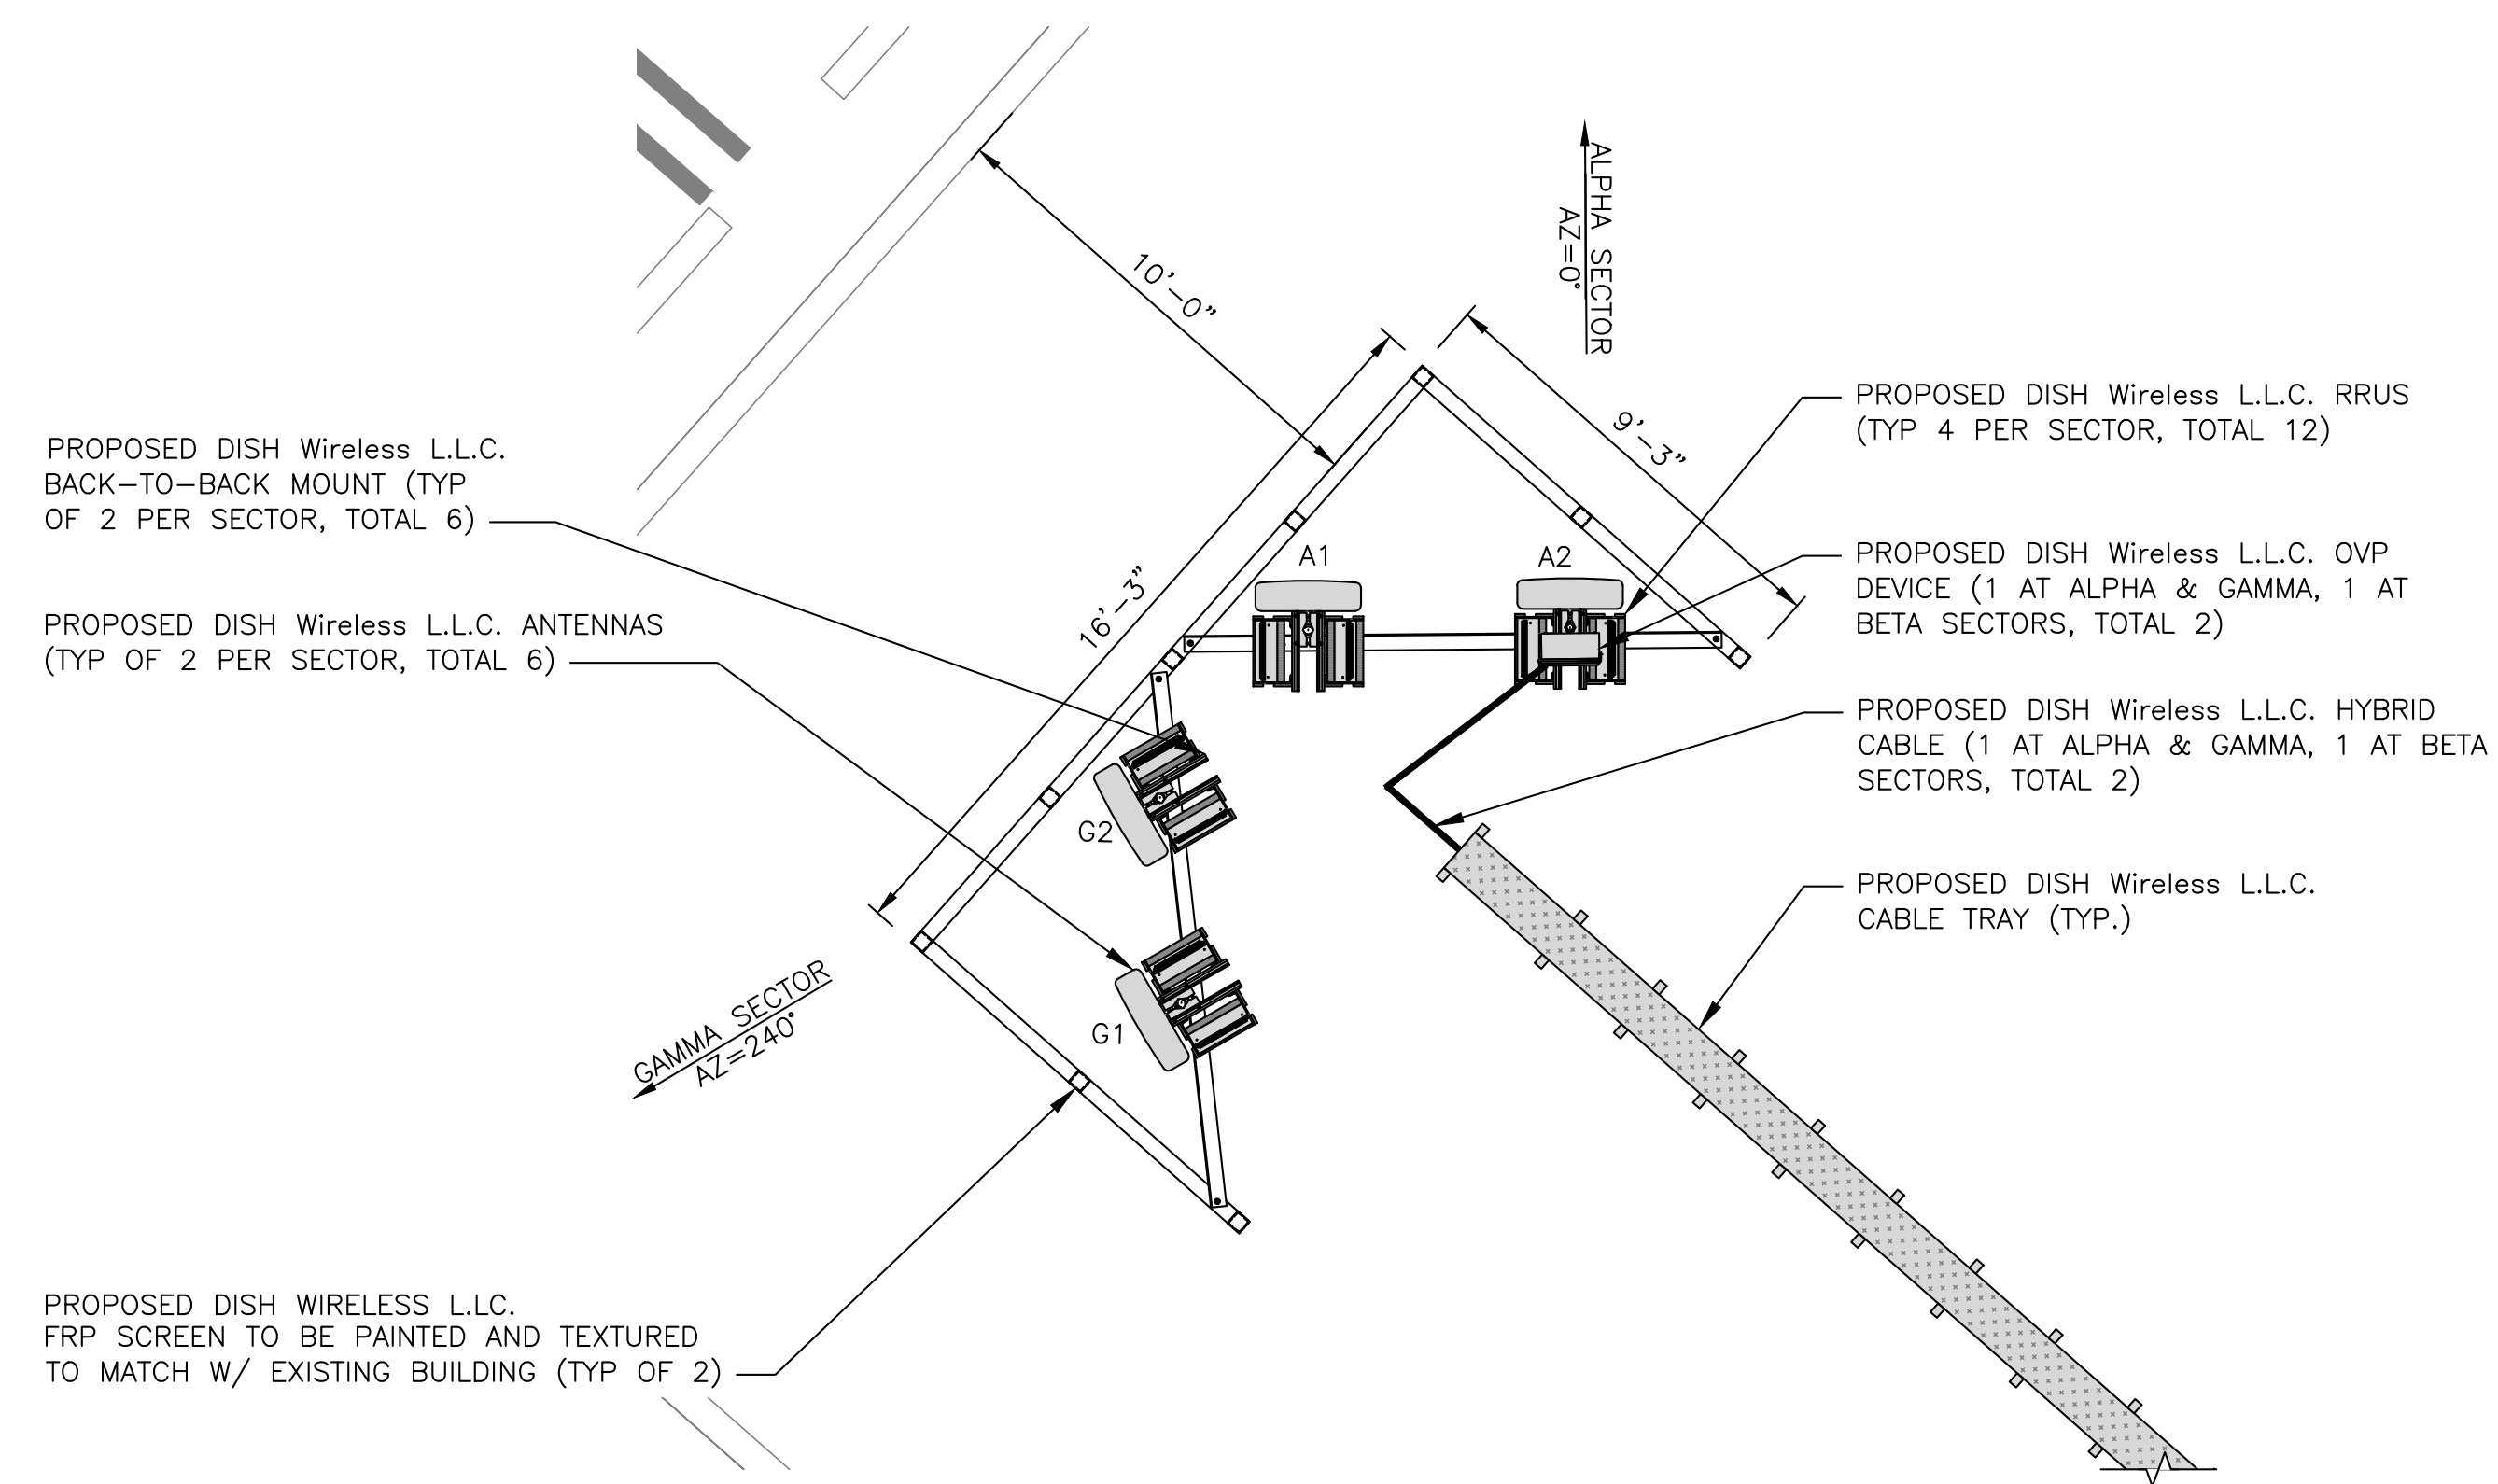 ALPHA SECTOR
AZ=0°
10'-0"
9'-3"
16'-3"
PROPOSED DISH Wireless L.L.C.
BACK-TO-BACK MOUNT (TYP
OF 2 PER SECTOR, TOTAL 6)
PROPOSED DISH Wireless L.L.C. ANTENNAS
(TYP OF 2 PER SECTOR, TOTAL 6)
A1
A2
G2
G1
GAMMA SECTOR
AZ=240°
PROPOSED DISH WIRELESS L.LC.
FRP SCREEN TO BE PAINTED AND TEXTURED
TO MATCH W/ EXISTING BUILDING (TYP OF 2)
PROPOSED DISH Wireless L.L.C. RRUS
(TYP 4 PER SECTOR, TOTAL 12)
PROPOSED DISH Wireless L.L.C. OVP
DEVICE (1 AT ALPHA & GAMMA, 1 AT
BETA SECTORS, TOTAL 2)
PROPOSED DISH Wireless L.L.C. HYBRID
CABLE (1 AT ALPHA & GAMMA, 1 AT BETA
SECTORS, TOTAL 2)
PROPOSED DISH Wireless L.L.C.
CABLE TRAY (TYP.)